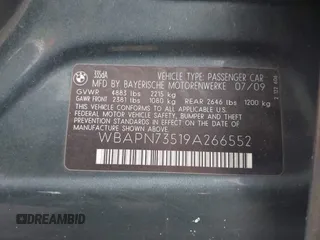 BMW
VEHICLE TYPE PASSENGER CAR
MFD BY BAYERISCHE MOTORENWERKE 07/09
GVWR 4883 lbs 2215 kg
GAWR FRONT 2381 lbs 1080 kg REAR 2646 lbs 1200 kg
THIS VEHICLE CONFORMS TO ALL APPLICABLE
FEDERAL MOTOR VEHICLE SAFETY, BUMPER,
AND THEFT PREVENTION STANDARDS IN EFFECT
ON THE DATE OF MANUFACTURE SHOWN ABOVE
WBAPN73519A266552
DREAMBID